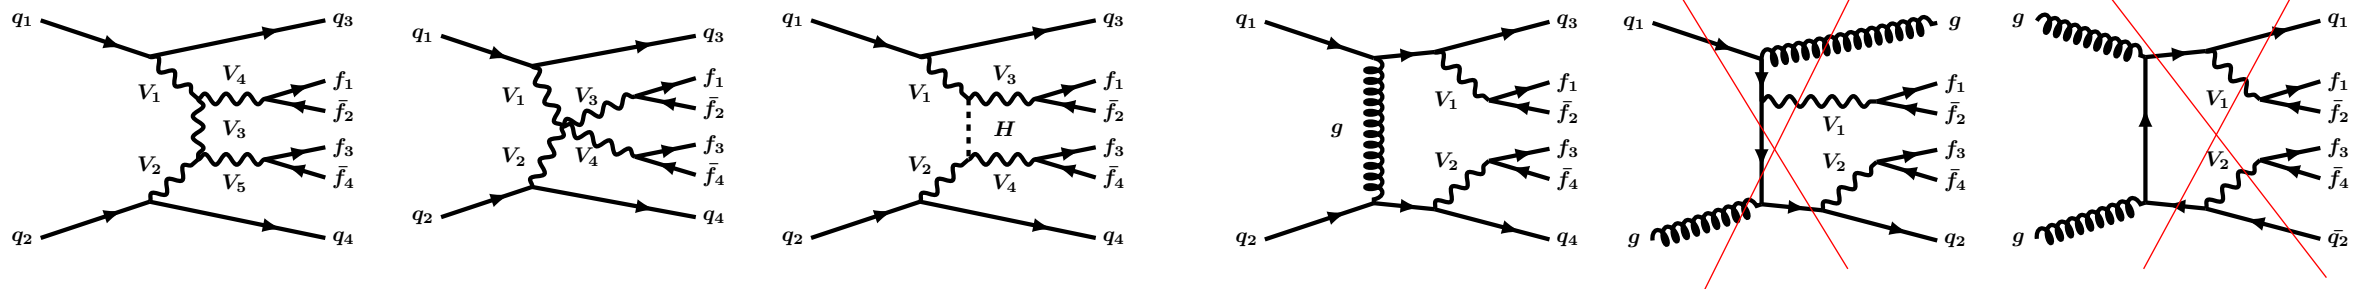 q₁ q₃
V₄ f₁
V₁ f̄₂
V₃
V₂ f₃
V₅ f̄₄
q₂ q₄
q₁ q₃
f₁
V₁ V₃ f̄₂
V₂ V₄ f₃
f̄₄
q₂ q₄
q₁ q₃
V₃ f₁
V₁ f̄₂
H
V₂ f₃
V₄ f̄₄
q₂ q₄
q₁ q₃
f₁
V₁ f̄₂
g
V₂ f₃
f̄₄
q₂ q₄
q₁ g
f₁
V₁ f̄₂
V₂ f₃
f̄₄
g q₂
g q₁
f₁
V₁ f̄₂
V₂ f₃
f̄₄
g q̄₂